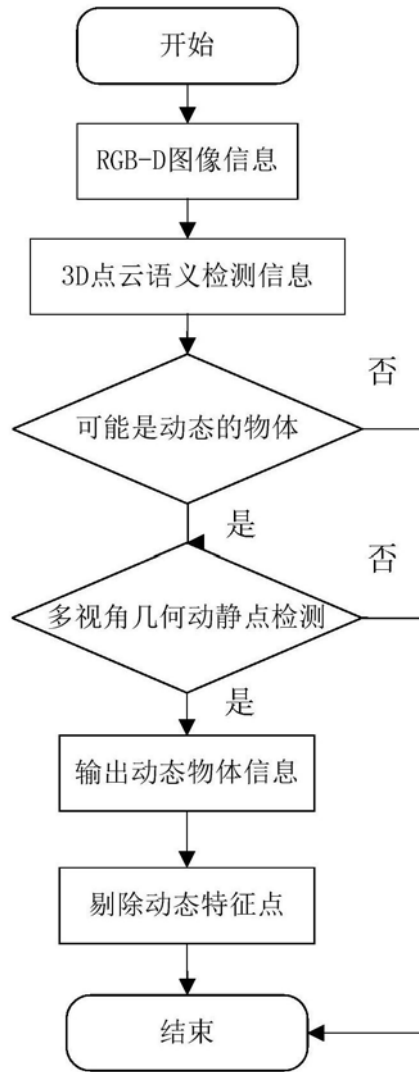 开始
RGB-D图像信息
3D点云语义检测信息
否
可能是动态的物体
是
否
多视角几何动静点检测
是
输出动态物体信息
剔除动态特征点
结束